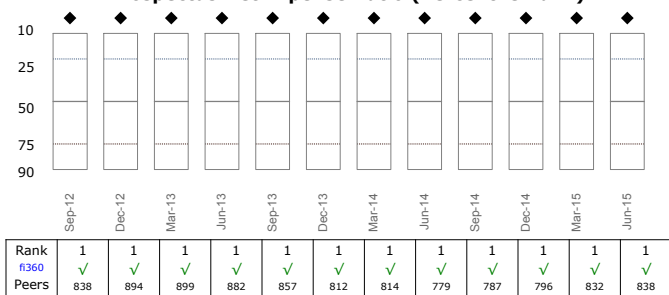 10
25
50
75
90
Sep-12 Dec-12 Mar-13 Jun-13 Sep-13 Dec-13 Mar-14 Jun-14 Sep-14 Dec-14 Mar-15 Jun-15
Rank 1 1 1 1 1 1 1 1 1 1 1 1
fi360 √ √ √ √ √ √ √ √ √ √ √ √
Peers 838 894 899 882 857 812 814 779 787 796 832 838